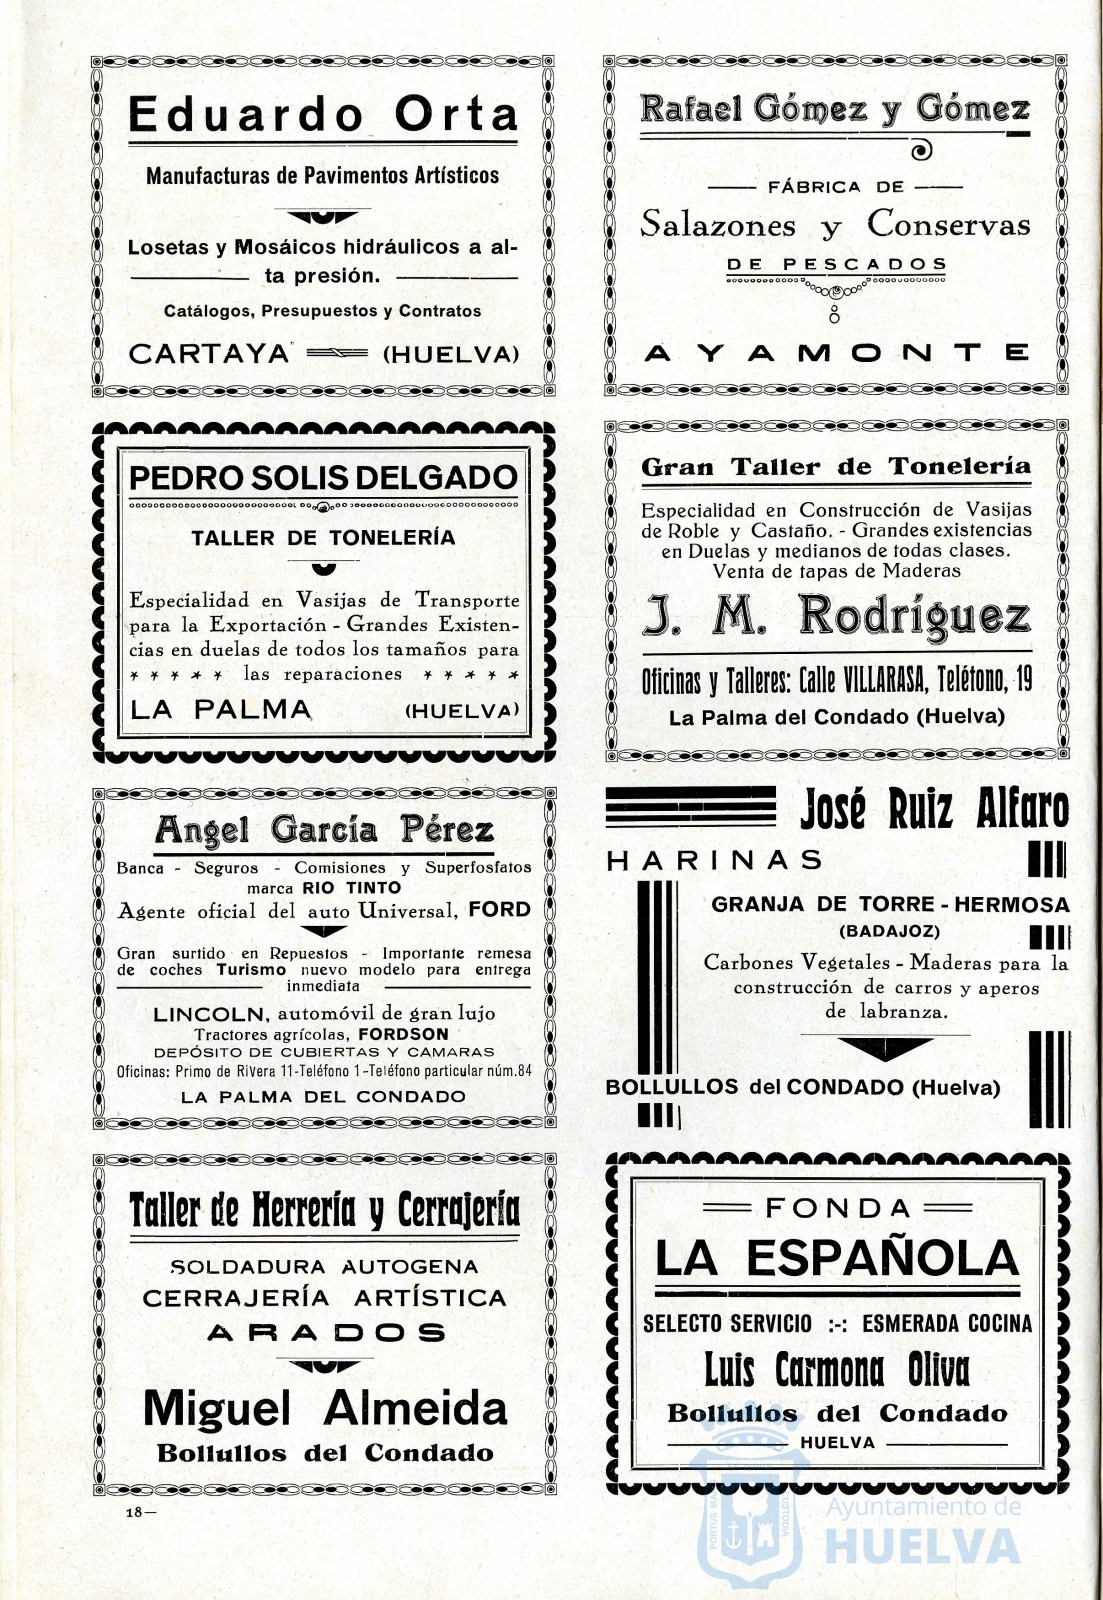 Eduardo Orta
Manufacturas de Pavimentos Artísticos
Losetas y Mosáicos hidráulicos a al-
ta presión.
Catálogos, Presupuestos y Contratos
CARTAYA (HUELVA)
Rafael Gómez y Gómez
FÁBRICA DE
Salazones y Conservas
DE PESCADOS
AYAMONTE
PEDRO SOLIS DELGADO
TALLER DE TONELERÍA
Especialidad en Vasijas de Transporte
para la Exportación - Grandes Existen-
cias en duelas de todos los tamaños para
las reparaciones
LA PALMA (HUELVA)
Gran Taller de Tonelería
Especialidad en Construcción de Vasijas
de Roble y Castaño. - Grandes existencias
en Duelas y medianos de todas clases.
Venta de tapas de Maderas
J. M. Rodríguez
Oficinas y Talleres: Calle VILLARASA, Telétono, 19
La Palma del Condado (Huelva)
Angel García Pérez
Banca - Seguros - Comisiones y Superfosfatos
marca RIO TINTO
Agente oficial del auto Universal, FORD
Gran surtido en Repuestos - Importante remesa
de coches Turismo nuevo modelo para entrega
inmediata
LINCOLN, automóvil de gran lujo
Tractores agrícolas, FORDSON
DEPÓSITO DE CUBIERTAS Y CAMARAS
Oficinas: Primo de Rivera 11-Teléfono 1-Teléfono particular núm.84
LA PALMA DEL CONDADO
José Ruiz Alfaro
HARINAS
GRANJA DE TORRE - HERMOSA
(BADAJOZ)
Carbones Vegetales - Maderas para la
construcción de carros y aperos
de labranza.
BOLLULLOS del CONDADO (Huelva)
Taller de Herrería y Cerrajería
SOLDADURA AUTOGENA
CERRAJERÍA ARTÍSTICA
ARADOS
Miguel Almeida
Bollullos del Condado
FONDA
LA ESPAÑOLA
SELECTO SERVICIO :-: ESMERADA COCINA
Luis Carmona Oliva
Bollullos del Condado
HUELVA
18—
Ayuntamiento de
HUELVA